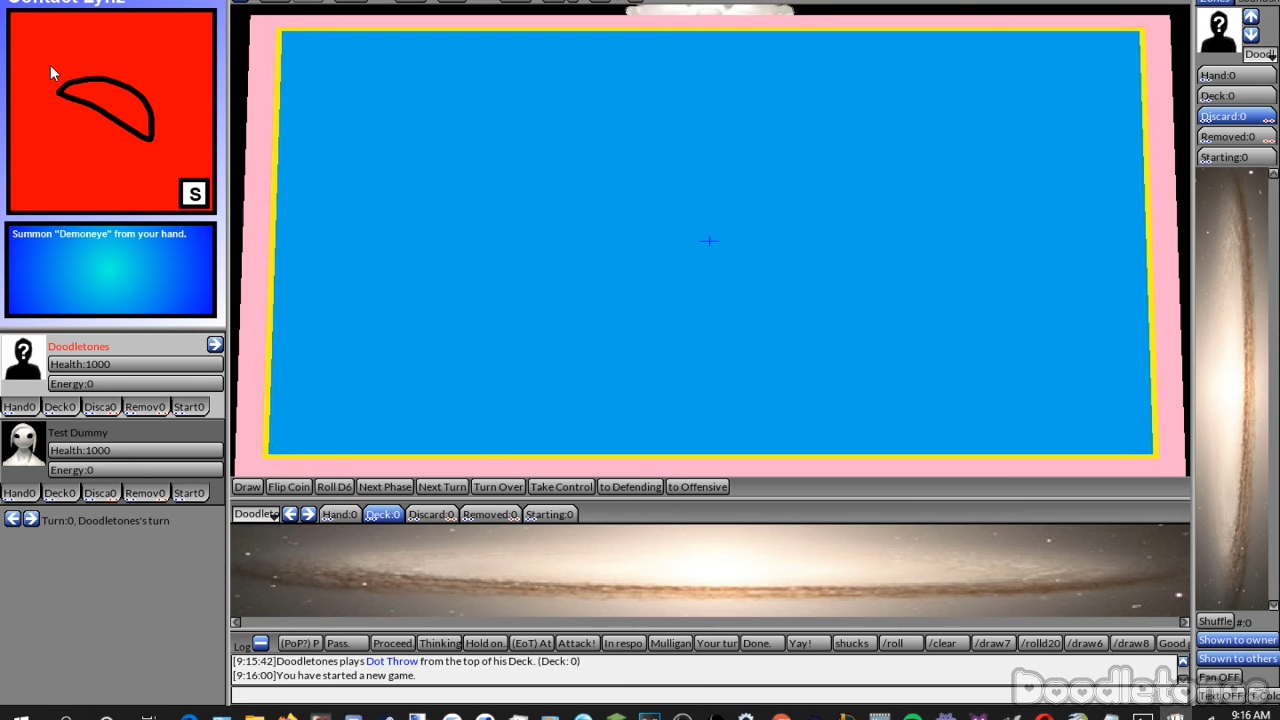 Contact Lynz
S
Summon "Demoneye" from your hand.
Doodletones
Health:1000
Energy:0
Hand0 Deck0 Disca0 Remov0 Start0
Test Dummy
Health:1000
Energy:0
Hand0 Deck0 Disca0 Remov0 Start0
Turn:0, Doodletones's turn
Draw Flip Coin Roll D6 Next Phase Next Turn Turn Over Take Control to Defending to Offensive
Doodleto Hand:0 Deck:0 Discard:0 Removed:0 Starting:0
Log (PoP?) P Pass. Proceed Thinking Hold on. (EoT) At Attack! In respo Mulligan Your tur Done. Yay! shucks /roll /clear /draw7 /rolld20 /draw6 /draw8 Good g
[9:15:42]Doodletones plays Dot Throw from the top of his Deck. (Deck: 0)
[9:16:00]You have started a new game.
Doodl
Hand:0
Deck:0
Discard:0
Removed:0
Starting:0
Shuffle #:0
Shown to owner
Shown to others
Fan OFF
Text OFF
Doodletones
9:16 AM